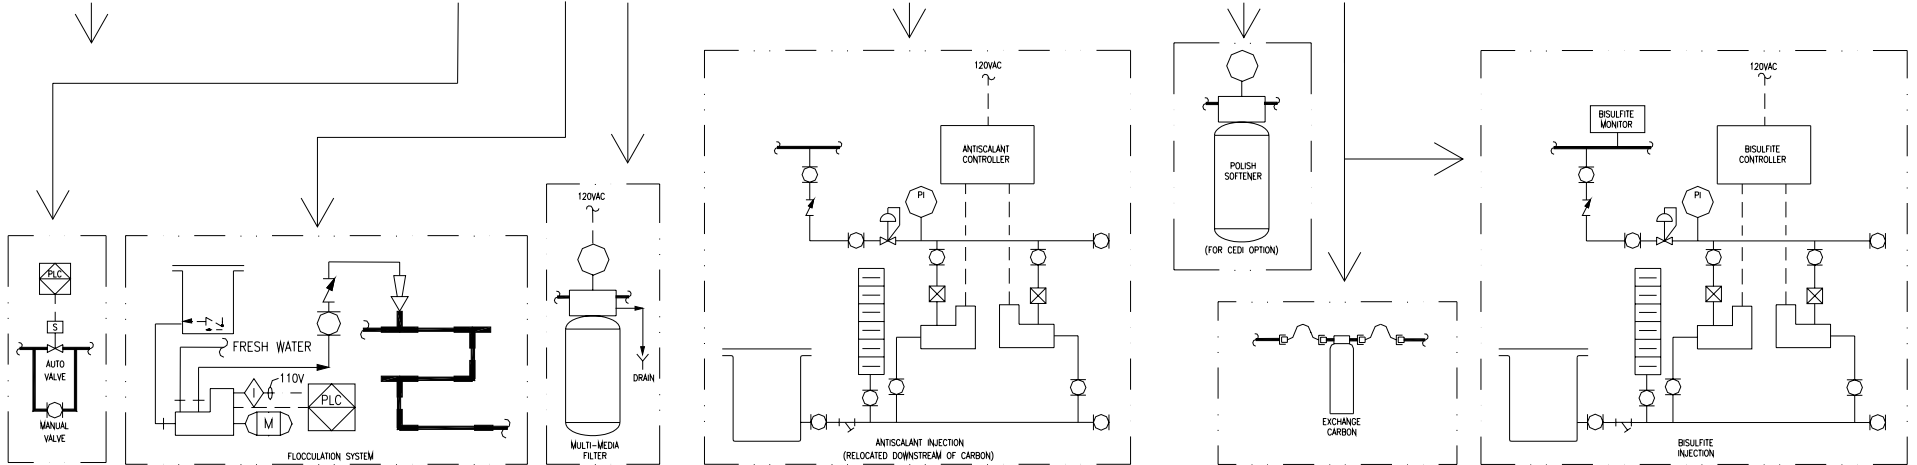 PLC
S
AUTO
VALVE
MANUAL
VALVE
FRESH WATER
110V
I
PLC
M
FLOCCULATION SYSTEM
120VAC
DRAIN
MULTI-MEDIA
FILTER
120VAC
ANTISCALANT
CONTROLLER
PI
ANTISCALANT INJECTION
(RELOCATED DOWNSTREAM OF CARBON)
POLISH
SOFTENER
(FOR CEDI OPTION)
EXCHANGE
CARBON
120VAC
BISULFITE
MONITOR
BISULFITE
CONTROLLER
PI
BISULFITE
INJECTION